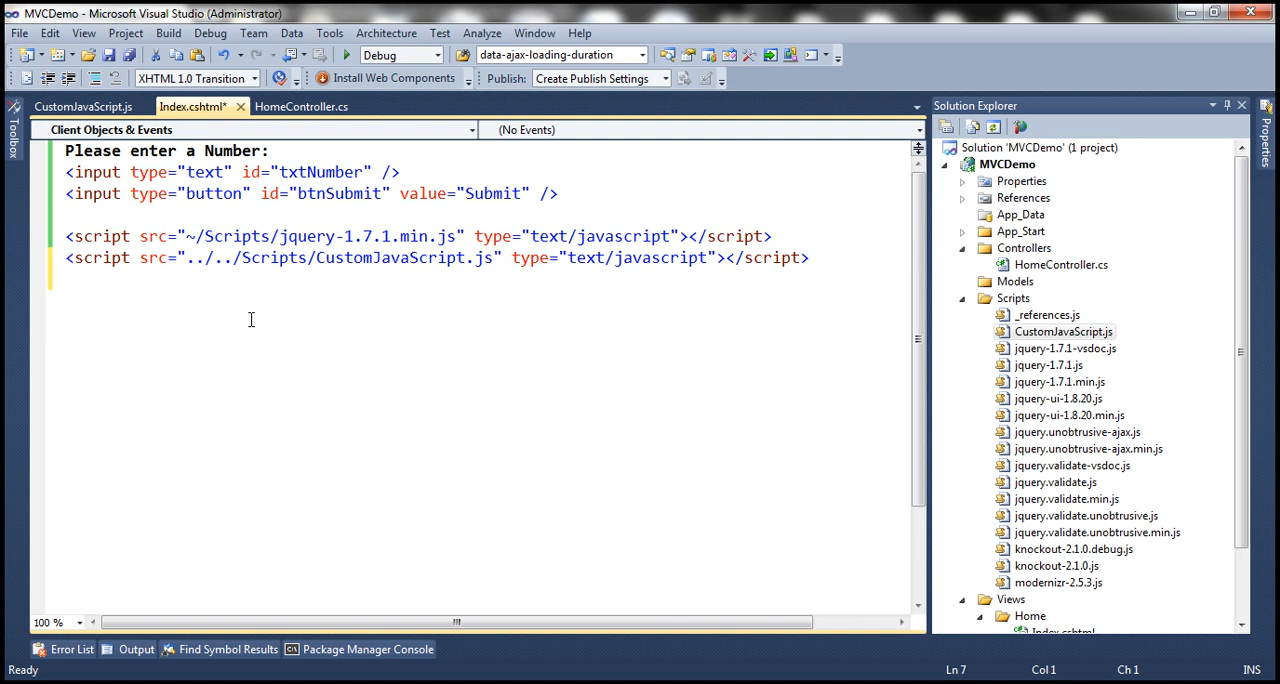 MVCDemo - Microsoft Visual Studio (Administrator)
File Edit View Project Build Debug Team Data Tools Architecture Test Analyze Window Help
Debug data-ajax-loading-duration
XHTML 1.0 Transition Install Web Components Publish: Create Publish Settings
CustomJavaScript.js Index.cshtml* HomeController.cs
Client Objects & Events (No Events)
Please enter a Number:
<input type="text" id="txtNumber" />
<input type="button" id="btnSubmit" value="Submit" />
<script src="~/Scripts/jquery-1.7.1.min.js" type="text/javascript"></script>
<script src="../../Scripts/CustomJavaScript.js" type="text/javascript"></script>
100 %
Toolbox
Solution Explorer
Solution 'MVCDemo' (1 project)
MVCDemo
Properties
References
App_Data
App_Start
Controllers
HomeController.cs
Models
Scripts
_references.js
CustomJavaScript.js
jquery-1.7.1-vsdoc.js
jquery-1.7.1.js
jquery-1.7.1.min.js
jquery-ui-1.8.20.js
jquery-ui-1.8.20.min.js
jquery.unobtrusive-ajax.js
jquery.unobtrusive-ajax.min.js
jquery.validate-vsdoc.js
jquery.validate.js
jquery.validate.min.js
jquery.validate.unobtrusive.js
jquery.validate.unobtrusive.min.js
knockout-2.1.0.debug.js
knockout-2.1.0.js
modernizr-2.5.3.js
Views
Home
Index.cshtml
Properties
Error List Output Find Symbol Results Package Manager Console
Ready Ln 7 Col 1 Ch 1 INS